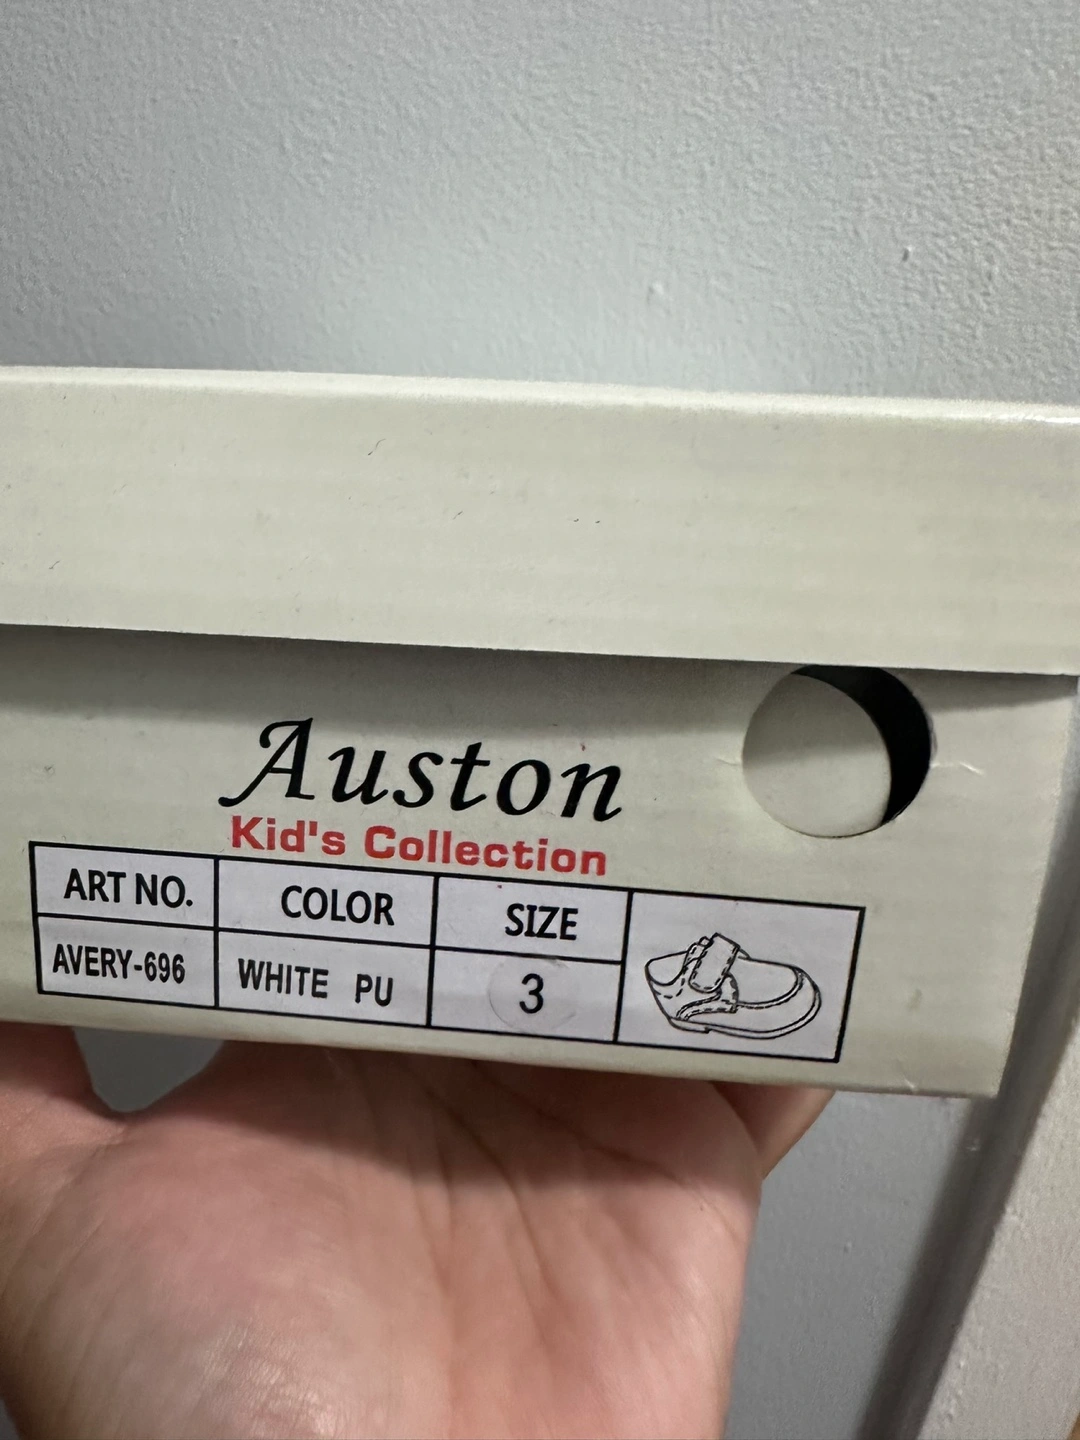 Auston
Kid's Collection
ART NO. COLOR SIZE
AVERY-696 WHITE PU 3